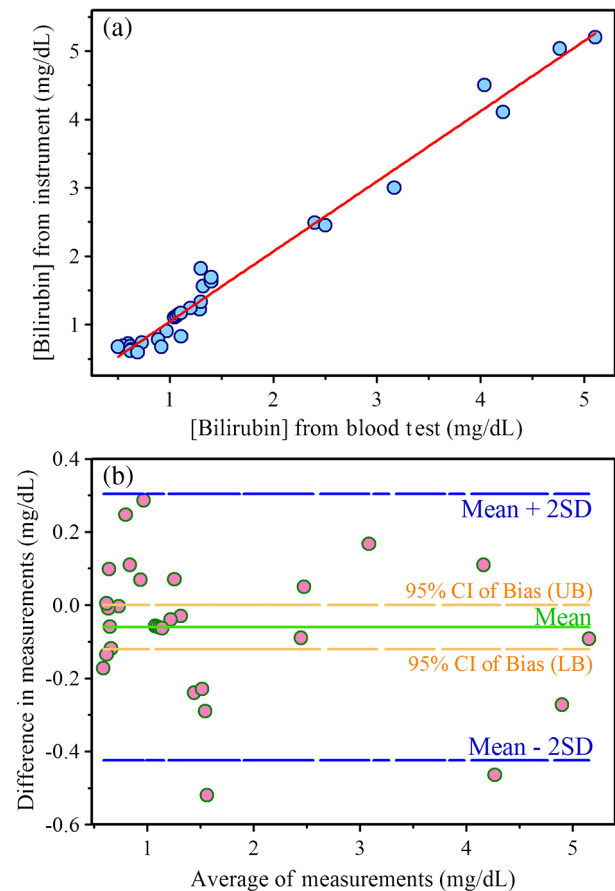 (a)
[Bilirubin] from instrument (mg/dL)
5
4
3
2
1
1 2 3 4 5
[Bilirubin] from blood test (mg/dL)
(b)
Difference in measurements (mg/dL)
0.4
0.2
0.0
-0.2
-0.4
-0.6
Mean + 2SD
95% CI of Bias (UB)
Mean
95% CI of Bias (LB)
Mean - 2SD
1 2 3 4 5
Average of measurements (mg/dL)